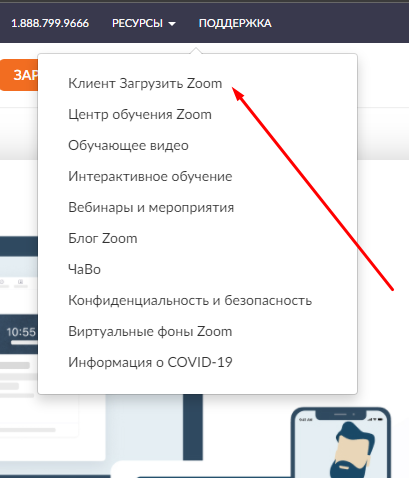 1.888.799.9666 РЕСУРСЫ ПОДДЕРЖКА
ЗАР
Клиент Загрузить Zoom
Центр обучения Zoom
Обучающее видео
Интерактивное обучение
Вебинары и мероприятия
Блог Zoom
ЧаВо
Конфиденциальность и безопасность
Виртуальные фоны Zoom
Информация о COVID-19
10:55